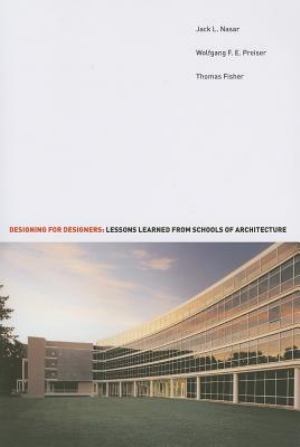 Jack L. Nasar
Wolfgang F. E. Preiser
Thomas Fisher
DESIGNING FOR DESIGNERS: LESSONS LEARNED FROM SCHOOLS OF ARCHITECTURE